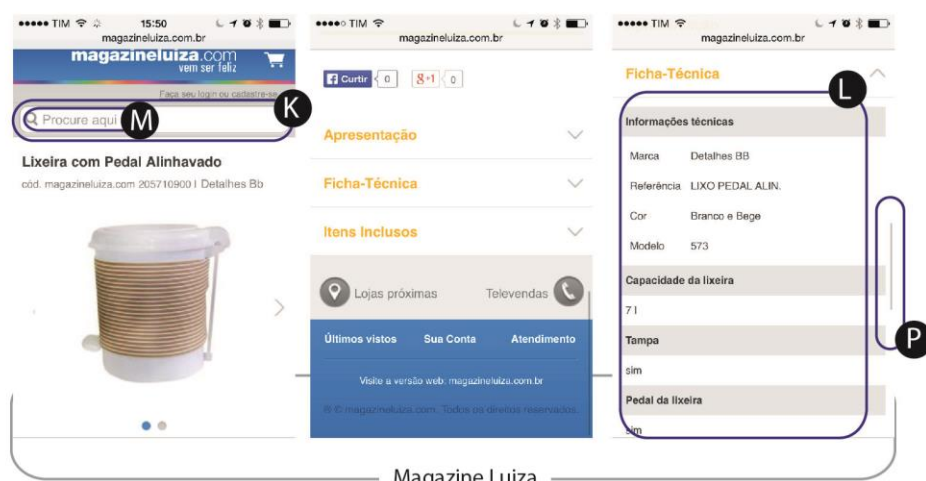 TIM 15:50
magazineluiza.com.br
magazineluiza.com
vem ser feliz
Faça seu login ou cadastre-se
K
Procure aqui
M
Lixeira com Pedal Alinhavado
cód. magazineluiza.com 205710900 | Detalhes Bb
TIM
magazineluiza.com.br
Curtir 0 8+1 0
Apresentação
Ficha-Técnica
Itens Inclusos
Lojas próximas Televendas
Últimos vistos Sua Conta Atendimento
Visite a versão web: magazineluiza.com.br
® © magazineluiza.com. Todos os direitos reservados.
TIM
magazineluiza.com.br
Ficha-Técnica
L
Informações técnicas
Marca Detalhes BB
Referência LIXO PEDAL ALIN.
Cor Branco e Bege
Modelo 573
Capacidade da lixeira
7 l
Tampa
sim
Pedal da lixeira
sim
P
Magazine Luiza